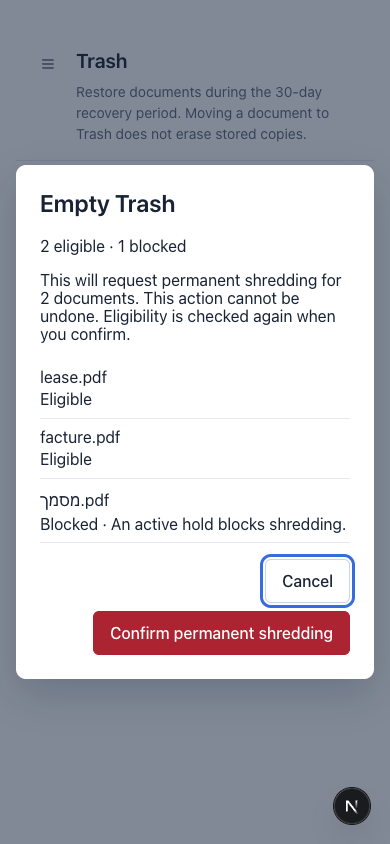 Trash
Restore documents during the 30-day
recovery period. Moving a document to
Trash does not erase stored copies.
Empty Trash
2 eligible · 1 blocked
This will request permanent shredding for
2 documents. This action cannot be
undone. Eligibility is checked again when
you confirm.
lease.pdf
Eligible
facture.pdf
Eligible
מסמך.pdf
Blocked · An active hold blocks shredding.
Cancel
Confirm permanent shredding
N